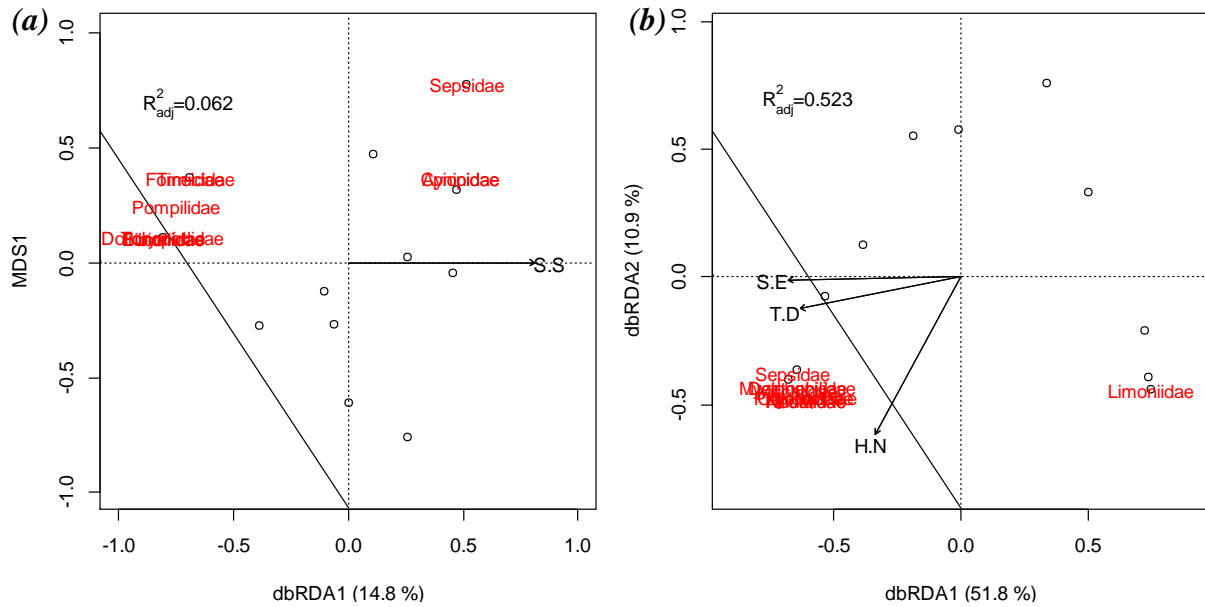 (a)
1.0
0.5
0.0
-0.5
-1.0
MDS1
R²adj=0.062
Sepsidae
Pompilidae
S.S
-1.0 -0.5 0.0 0.5 1.0
dbRDA1 (14.8 %)
(b)
1.0
0.5
0.0
-0.5
dbRDA2 (10.9 %)
R²adj=0.523
S.E
T.D
H.N
Sepsidae
Limoniidae
-0.5 0.0 0.5
dbRDA1 (51.8 %)